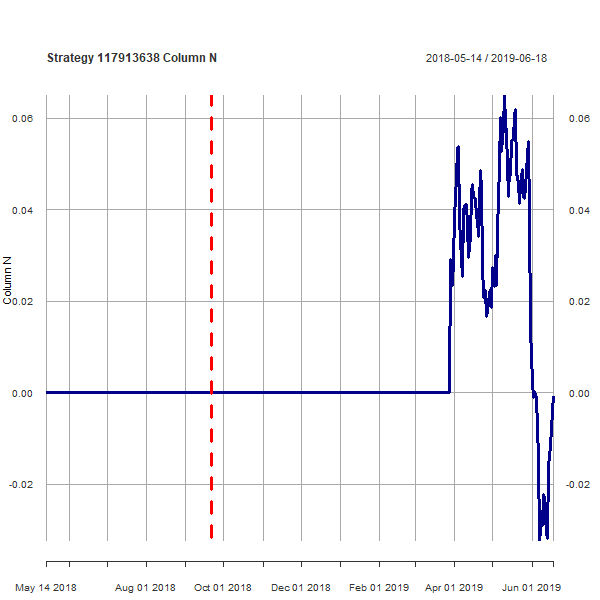 Strategy 117913638 Column N
2018-05-14 / 2019-06-18
0.06
0.06
0.04
0.04
Column N
0.02
0.02
0.00
0.00
-0.02
-0.02
May 14 2018
Aug 01 2018
Oct 01 2018
Dec 01 2018
Feb 01 2019
Apr 01 2019
Jun 01 2019